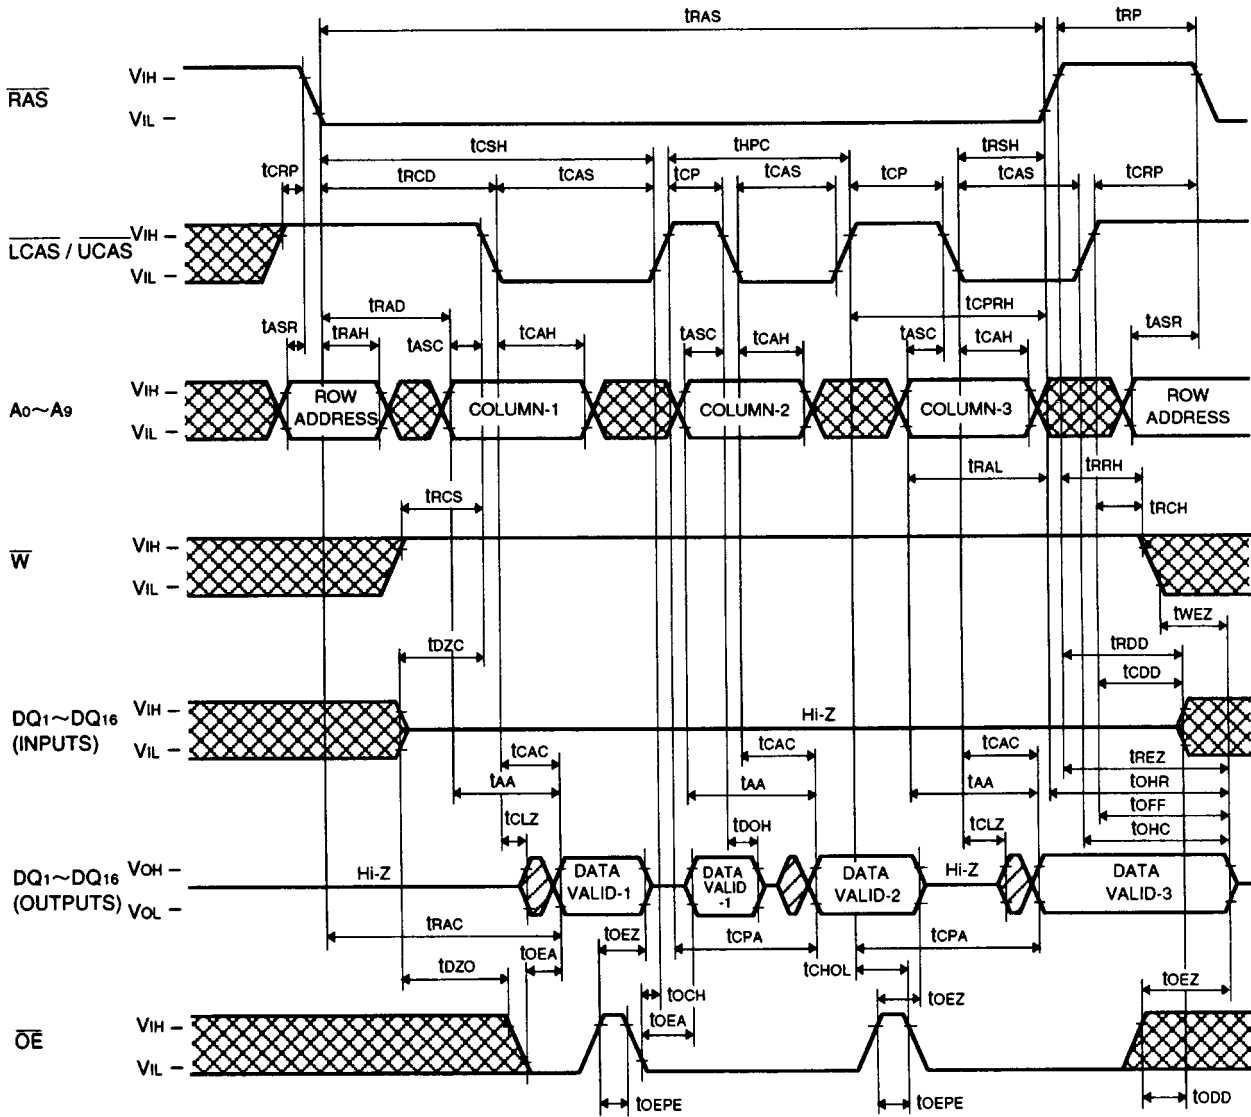 tRAS
tRP
RAS
VIH
VIL
tCSH
tHPC
tRSH
tCRP
tRCD
tCAS
tCP
tCAS
tCP
tCAS
tCRP
LCAS / UCAS
VIH
VIL
tRAD
tCPRH
tASR
tRAH
tASC
tCAH
tASC
tCAH
tASC
tCAH
tASR
A0~A9
VIH
VIL
ROW
ADDRESS
COLUMN-1
COLUMN-2
COLUMN-3
ROW
ADDRESS
tRAL
tRRH
tRCS
tRCH
W
VIH
VIL
tWEZ
tDZC
tRDD
tCDD
DQ1~DQ16
(INPUTS)
VIH
VIL
Hi-Z
tCAC
tCAC
tCAC
tREZ
tAA
tAA
tAA
tOHR
tOFF
tCLZ
tDOH
tCLZ
tOHC
DQ1~DQ16
(OUTPUTS)
VOH
VOL
Hi-Z
DATA
VALID-1
DATA
VALID
-1
DATA
VALID-2
Hi-Z
DATA
VALID-3
tRAC
tOEZ
tCPA
tCPA
tOEA
tDZO
tCHOL
tOEZ
tOCH
tOEZ
tOEA
OE
VIH
VIL
tOEPE
tOEPE
tODD